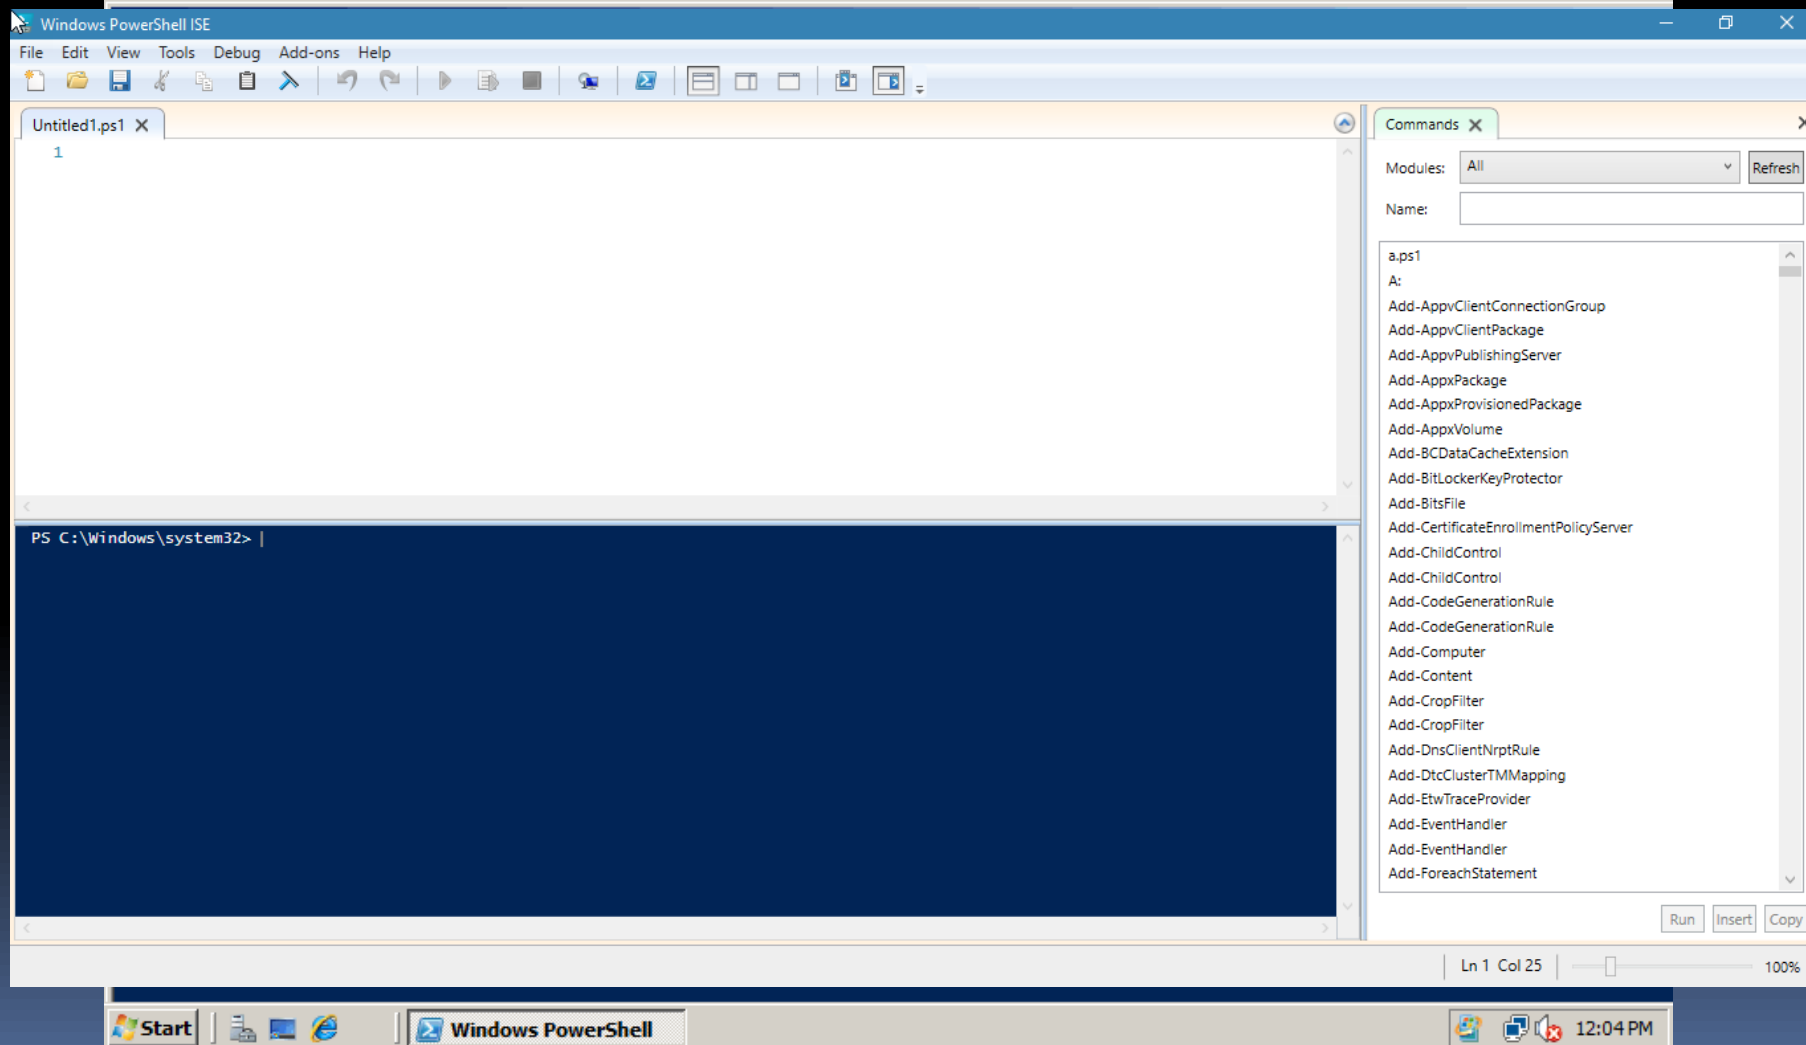 Windows PowerShell ISE
File Edit View Tools Debug Add-ons Help
Untitled1.ps1
1
PS C:\Windows\system32>
Commands
Modules: All Refresh
Name:
a.ps1
A:
Add-AppvClientConnectionGroup
Add-AppvClientPackage
Add-AppvPublishingServer
Add-AppxPackage
Add-AppxProvisionedPackage
Add-AppxVolume
Add-BCDataCacheExtension
Add-BitLockerKeyProtector
Add-BitsFile
Add-CertificateEnrollmentPolicyServer
Add-ChildControl
Add-ChildControl
Add-CodeGenerationRule
Add-CodeGenerationRule
Add-Computer
Add-Content
Add-CropFilter
Add-CropFilter
Add-DnsClientNrptRule
Add-DtcClusterTMMapping
Add-EtwTraceProvider
Add-EventHandler
Add-EventHandler
Add-ForeachStatement
Run Insert Copy
Ln 1 Col 25 100%
Start Windows PowerShell 12:04 PM